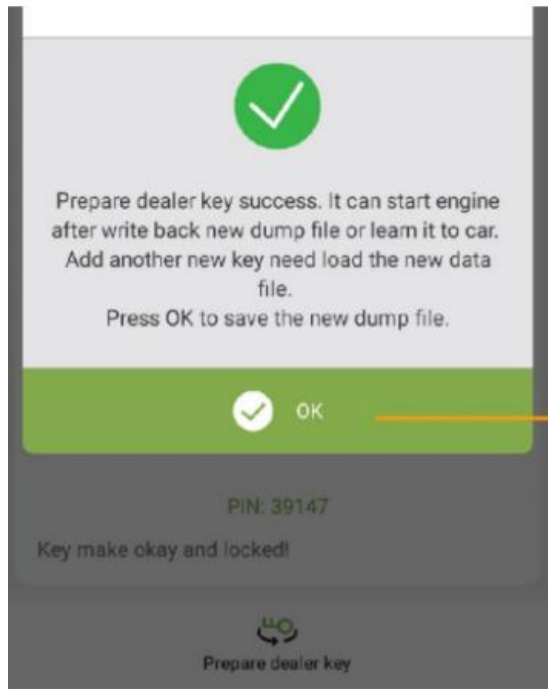 Prepare dealer key success. It can start engine
after write back new dump file or learn it to car.
Add another new key need load the new data
file.
Press OK to save the new dump file.
OK
PIN: 39147
Key make okay and locked!
Prepare dealer key